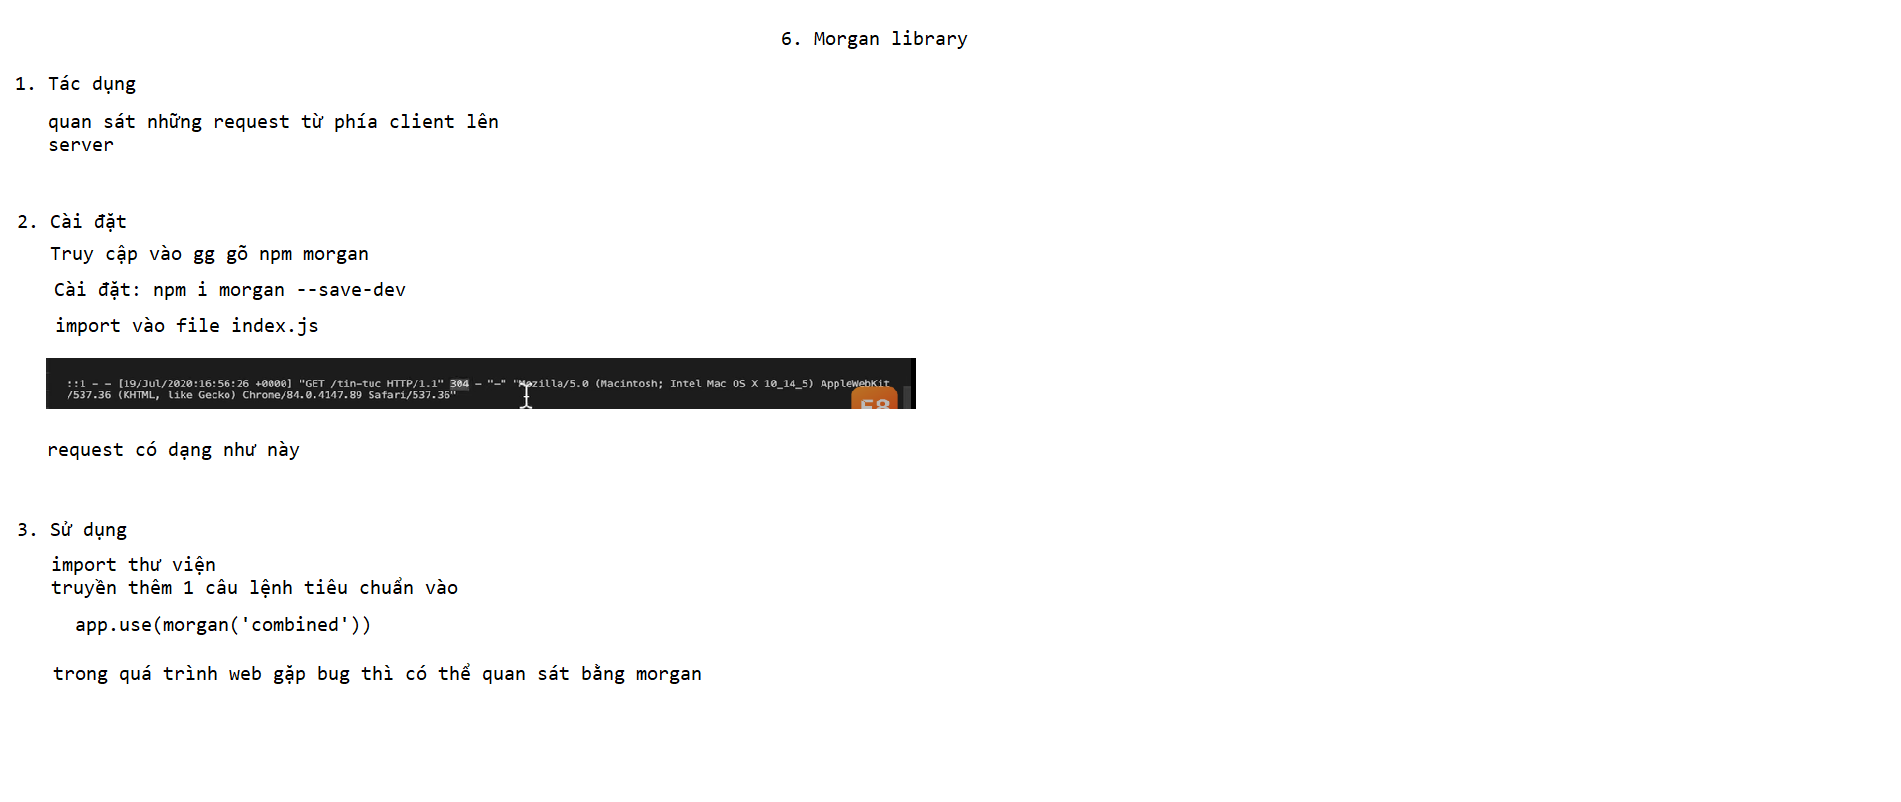 6. Morgan library
1. Tác dụng
quan sát những request từ phía client lên
server
2. Cài đặt
Truy cập vào gg gõ npm morgan
Cài đặt: npm i morgan --save-dev
import vào file index.js
::1 - - [19/Jul/2020:16:56:26 +0000] "GET /tin-tuc HTTP/1.1" 304 - "-" "Mozilla/5.0 (Macintosh; Intel Mac OS X 10_14_5) AppleWebKit
/537.36 (KHTML, like Gecko) Chrome/84.0.4147.89 Safari/537.36"
F8
request có dạng như này
3. Sử dụng
import thư viện
truyền thêm 1 câu lệnh tiêu chuẩn vào
app.use(morgan('combined'))
trong quá trình web gặp bug thì có thể quan sát bằng morgan